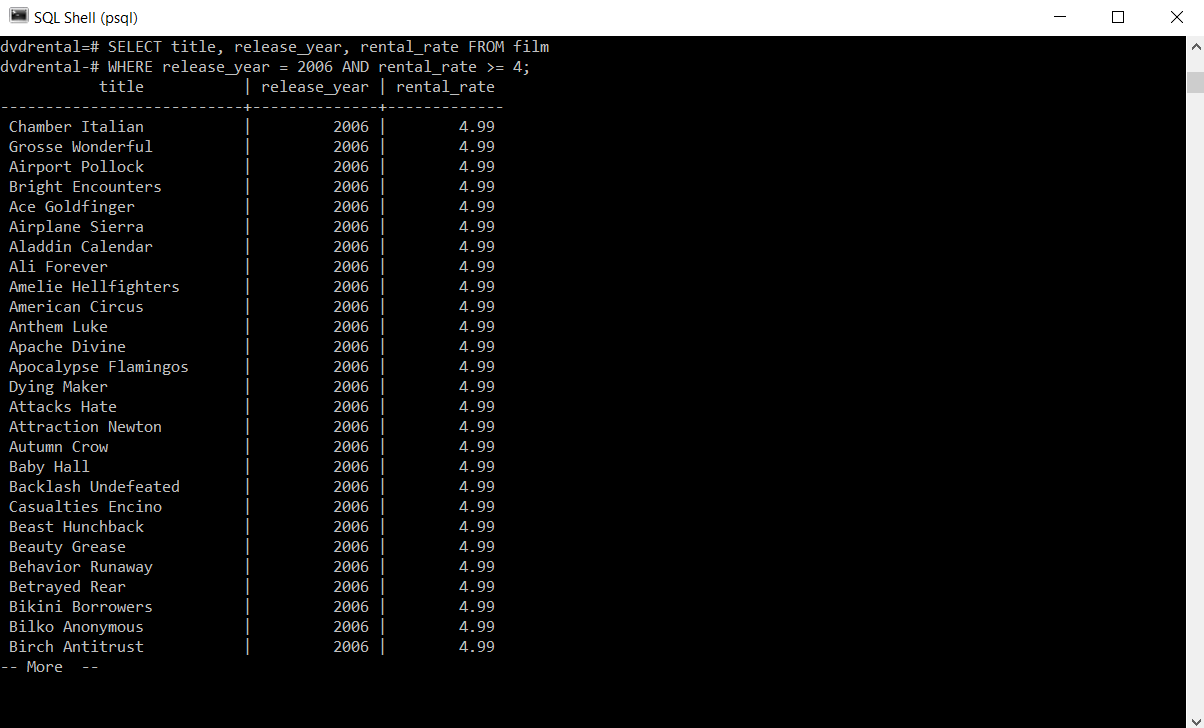 SQL Shell (psql)
dvdrental=# SELECT title, release_year, rental_rate FROM film
dvdrental-# WHERE release_year = 2006 AND rental_rate >= 4;
           title           | release_year | rental_rate
---------------------------+--------------+-------------
 Chamber Italian           |         2006 |        4.99
 Grosse Wonderful          |         2006 |        4.99
 Airport Pollock           |         2006 |        4.99
 Bright Encounters         |         2006 |        4.99
 Ace Goldfinger            |         2006 |        4.99
 Airplane Sierra           |         2006 |        4.99
 Aladdin Calendar          |         2006 |        4.99
 Ali Forever               |         2006 |        4.99
 Amelie Hellfighters       |         2006 |        4.99
 American Circus           |         2006 |        4.99
 Anthem Luke               |         2006 |        4.99
 Apache Divine             |         2006 |        4.99
 Apocalypse Flamingos      |         2006 |        4.99
 Dying Maker               |         2006 |        4.99
 Attacks Hate              |         2006 |        4.99
 Attraction Newton         |         2006 |        4.99
 Autumn Crow               |         2006 |        4.99
 Baby Hall                 |         2006 |        4.99
 Backlash Undefeated       |         2006 |        4.99
 Casualties Encino         |         2006 |        4.99
 Beast Hunchback           |         2006 |        4.99
 Beauty Grease             |         2006 |        4.99
 Behavior Runaway          |         2006 |        4.99
 Betrayed Rear             |         2006 |        4.99
 Bikini Borrowers          |         2006 |        4.99
 Bilko Anonymous           |         2006 |        4.99
 Birch Antitrust           |         2006 |        4.99
-- More  --